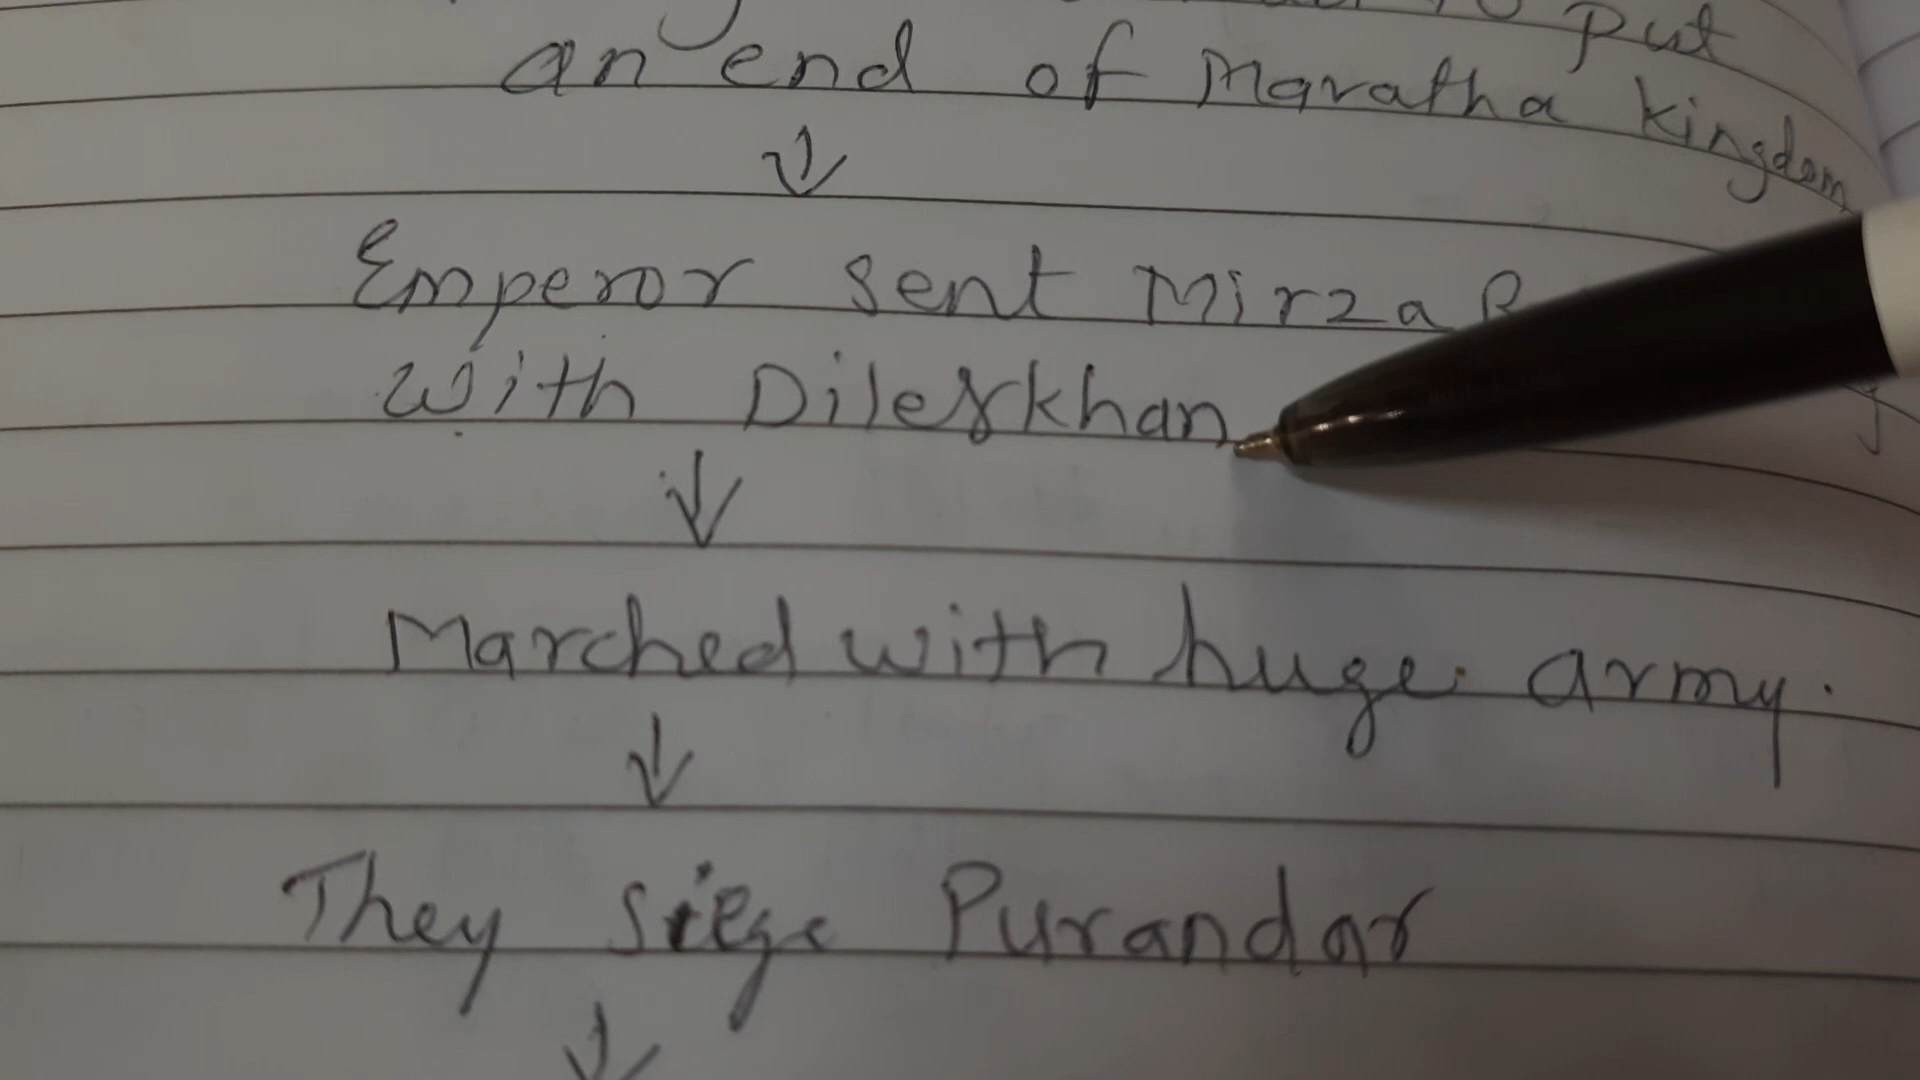 put
an end of Maratha kingdom
↓
Emperor sent Mirza
with Dilerkhan
↓
Marched with huge army.
↓
They siege Purandar
↓